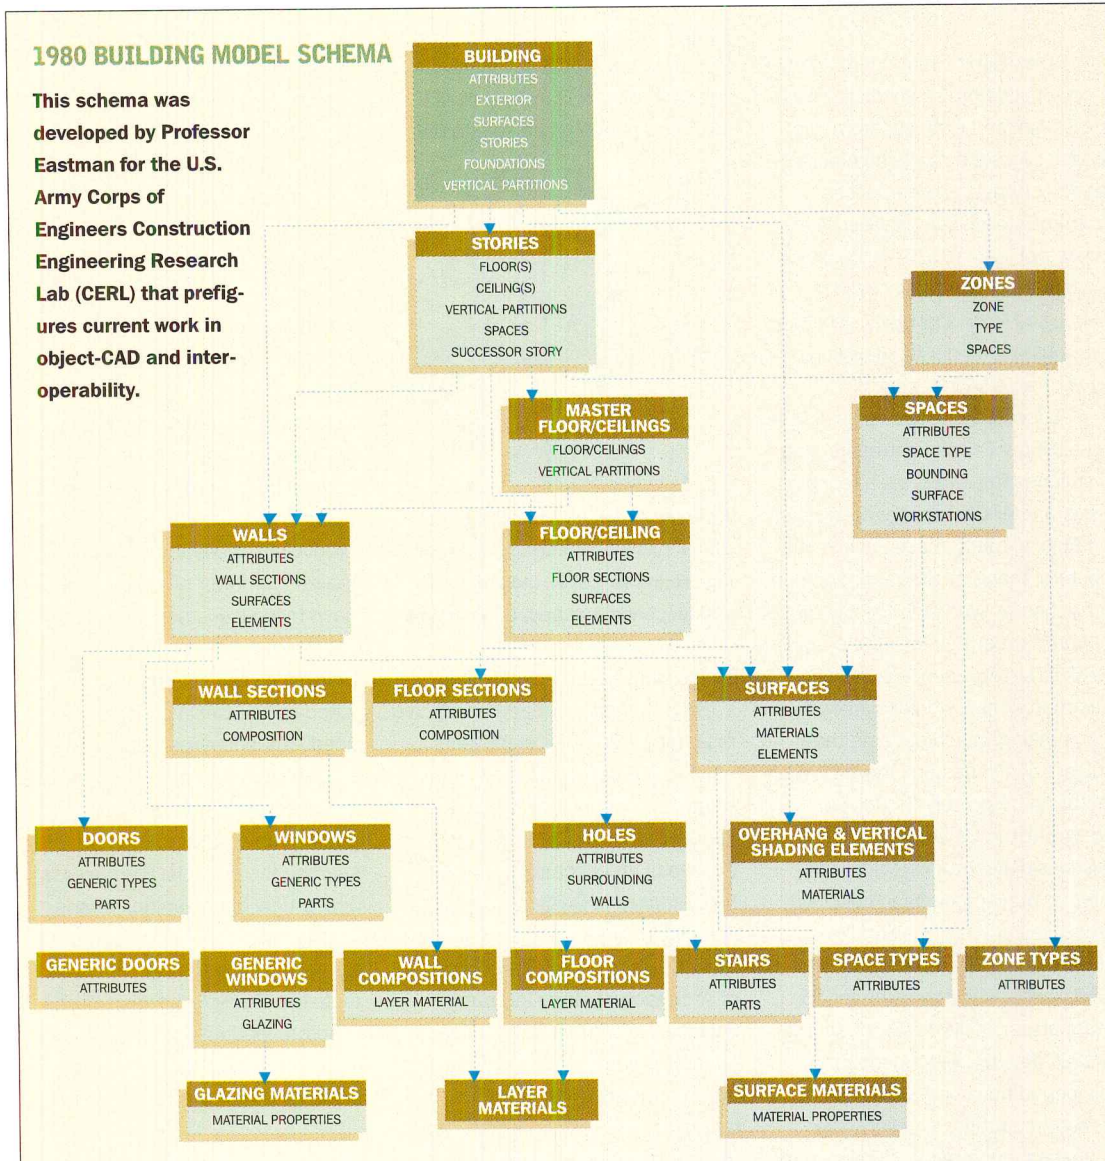 1980 BUILDING MODEL SCHEMA
This schema was
developed by Professor
Eastman for the U.S.
Army Corps of
Engineers Construction
Engineering Research
Lab (CERL) that prefig-
ures current work in
object-CAD and inter-
operability.
BUILDING
ATTRIBUTES
EXTERIOR
SURFACES
STORIES
FOUNDATIONS
VERTICAL PARTITIONS
STORIES
FLOOR(S)
CEILING(S)
VERTICAL PARTITIONS
SPACES
SUCCESSOR STORY
ZONES
ZONE
TYPE
SPACES
MASTER
FLOOR/CEILINGS
FLOOR/CEILINGS
VERTICAL PARTITIONS
SPACES
ATTRIBUTES
SPACE TYPE
BOUNDING
SURFACE
WORKSTATIONS
WALLS
ATTRIBUTES
WALL SECTIONS
SURFACES
ELEMENTS
FLOOR/CEILING
ATTRIBUTES
FLOOR SECTIONS
SURFACES
ELEMENTS
WALL SECTIONS
ATTRIBUTES
COMPOSITION
FLOOR SECTIONS
ATTRIBUTES
COMPOSITION
SURFACES
ATTRIBUTES
MATERIALS
ELEMENTS
DOORS
ATTRIBUTES
GENERIC TYPES
PARTS
WINDOWS
ATTRIBUTES
GENERIC TYPES
PARTS
HOLES
ATTRIBUTES
SURROUNDING
WALLS
OVERHANG & VERTICAL
SHADING ELEMENTS
ATTRIBUTES
MATERIALS
GENERIC DOORS
ATTRIBUTES
GENERIC
WINDOWS
ATTRIBUTES
GLAZING
WALL
COMPOSITIONS
LAYER MATERIAL
FLOOR
COMPOSITIONS
LAYER MATERIAL
STAIRS
ATTRIBUTES
PARTS
SPACE TYPES
ATTRIBUTES
ZONE TYPES
ATTRIBUTES
GLAZING MATERIALS
MATERIAL PROPERTIES
LAYER
MATERIALS
SURFACE MATERIALS
MATERIAL PROPERTIES